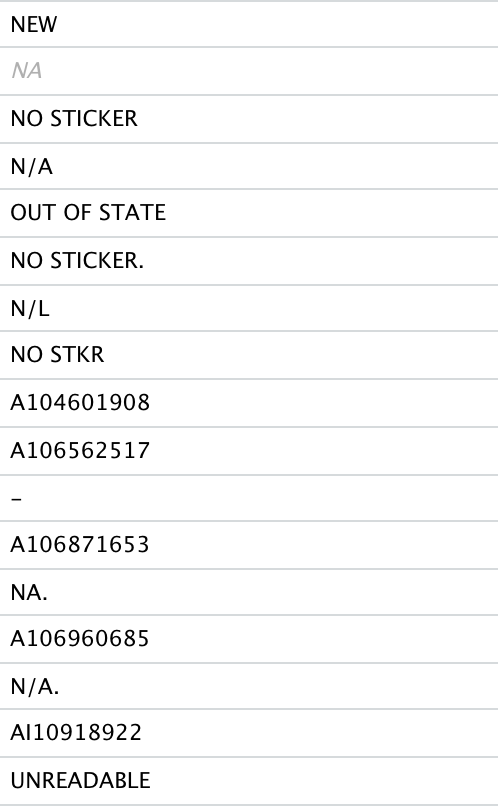 NEW
NA
NO STICKER
N/A
OUT OF STATE
NO STICKER.
N/L
NO STKR
A104601908
A106562517
-
A106871653
NA.
A106960685
N/A.
AI10918922
UNREADABLE